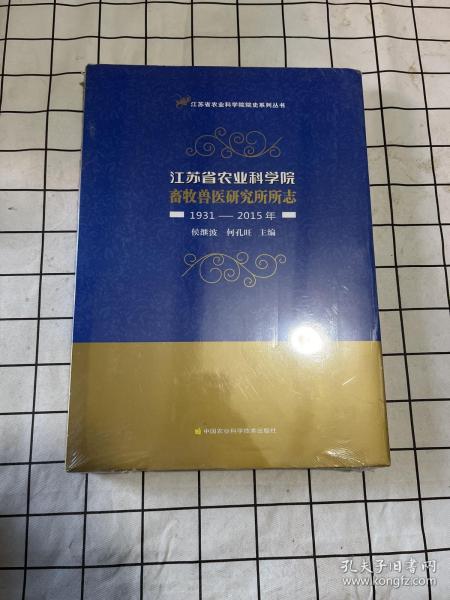 江苏省农业科学院院史系列丛书
江苏省农业科学院
畜牧兽医研究所所志
1931 — 2015 年
侯继波 何孔旺 主编
中国农业科学技术出版社
孔夫子旧书网
www.kongfz.com